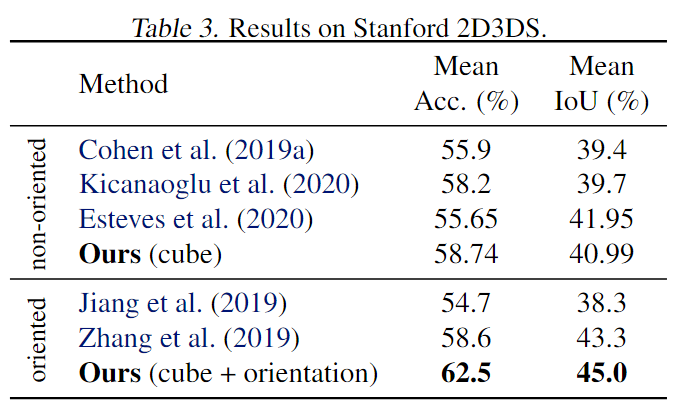 Table 3. Results on Stanford 2D3DS.
Method Mean Acc. (%) Mean IoU (%)
non-oriented
Cohen et al. (2019a) 55.9 39.4
Kicanaoglu et al. (2020) 58.2 39.7
Esteves et al. (2020) 55.65 41.95
Ours (cube) 58.74 40.99
oriented
Jiang et al. (2019) 54.7 38.3
Zhang et al. (2019) 58.6 43.3
Ours (cube + orientation) 62.5 45.0